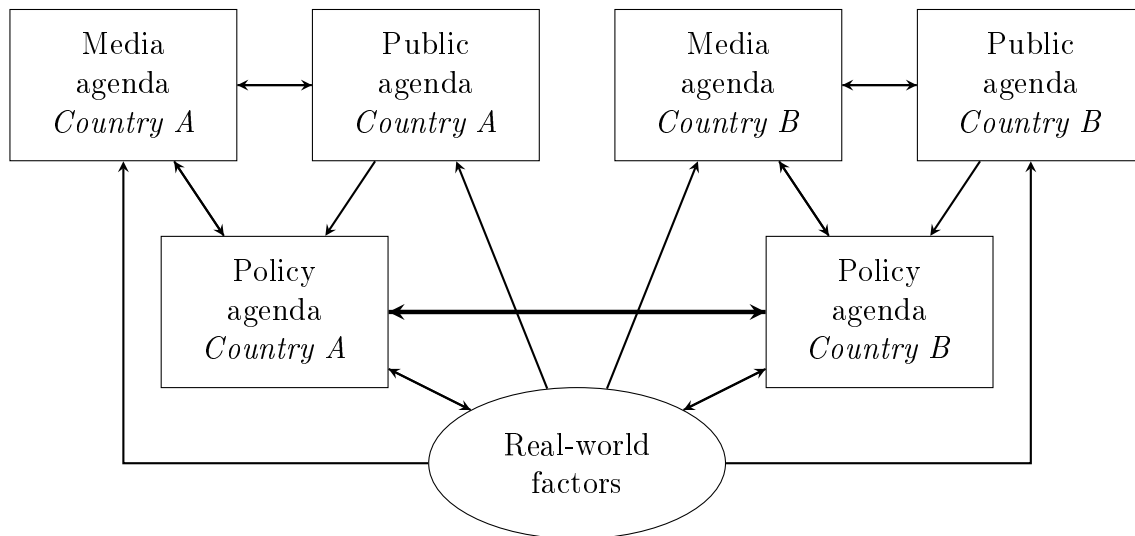 Media
agenda
Country A
Public
agenda
Country A
Media
agenda
Country B
Public
agenda
Country B
Policy
agenda
Country A
Policy
agenda
Country B
Real-world
factors